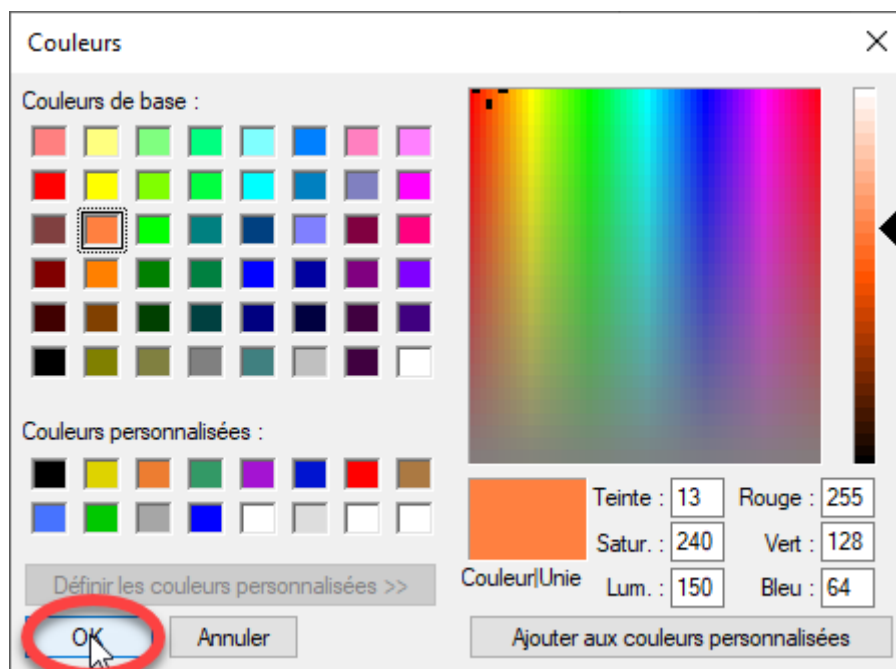 Couleurs
Couleurs de base :
Couleurs personnalisées :
Définir les couleurs personnalisées >>
OK
Annuler
Couleur|Unie
Teinte : 13
Rouge : 255
Satur. : 240
Vert : 128
Lum. : 150
Bleu : 64
Ajouter aux couleurs personnalisées